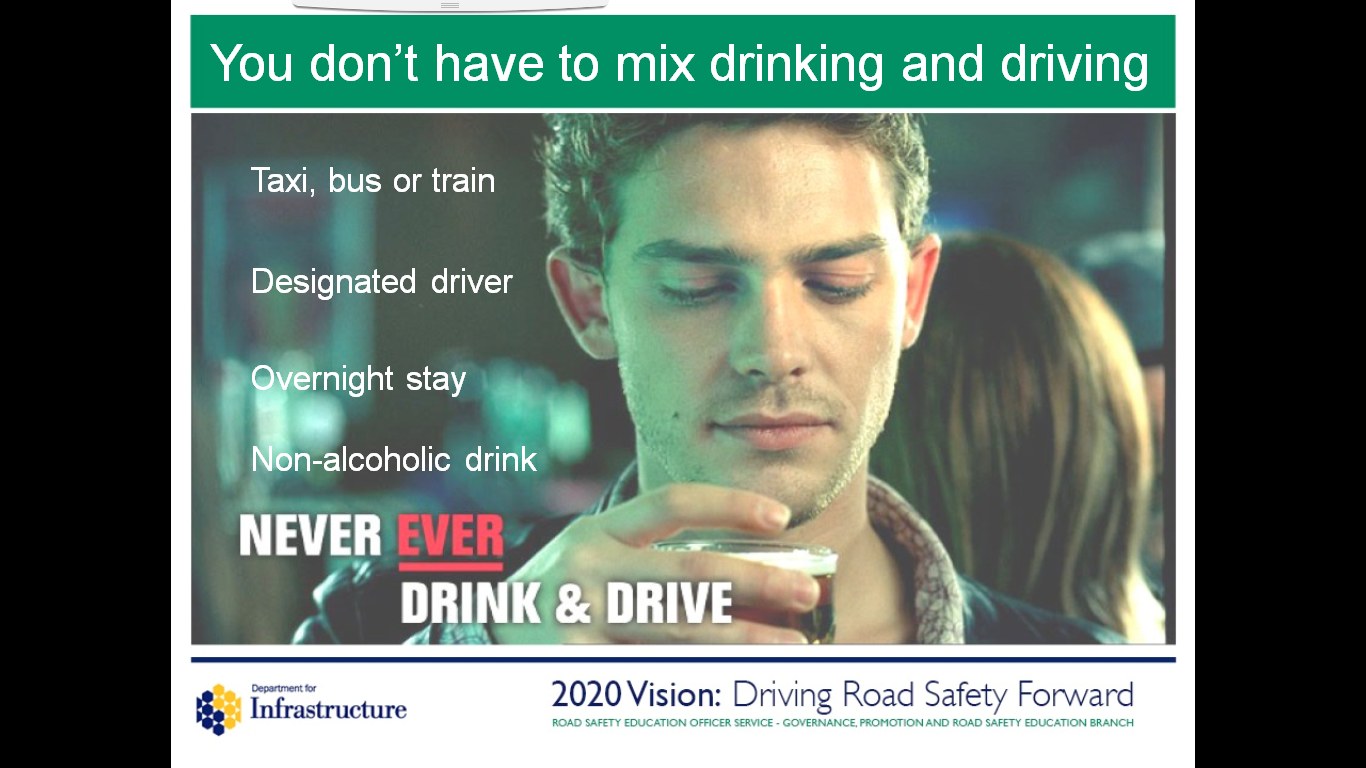 You don't have to mix drinking and driving
Taxi, bus or train
Designated driver
Overnight stay
Non-alcoholic drink
NEVER EVER
DRINK & DRIVE
Department for
Infrastructure
2020 Vision: Driving Road Safety Forward
ROAD SAFETY EDUCATION OFFICER SERVICE - GOVERNANCE, PROMOTION AND ROAD SAFETY EDUCATION BRANCH